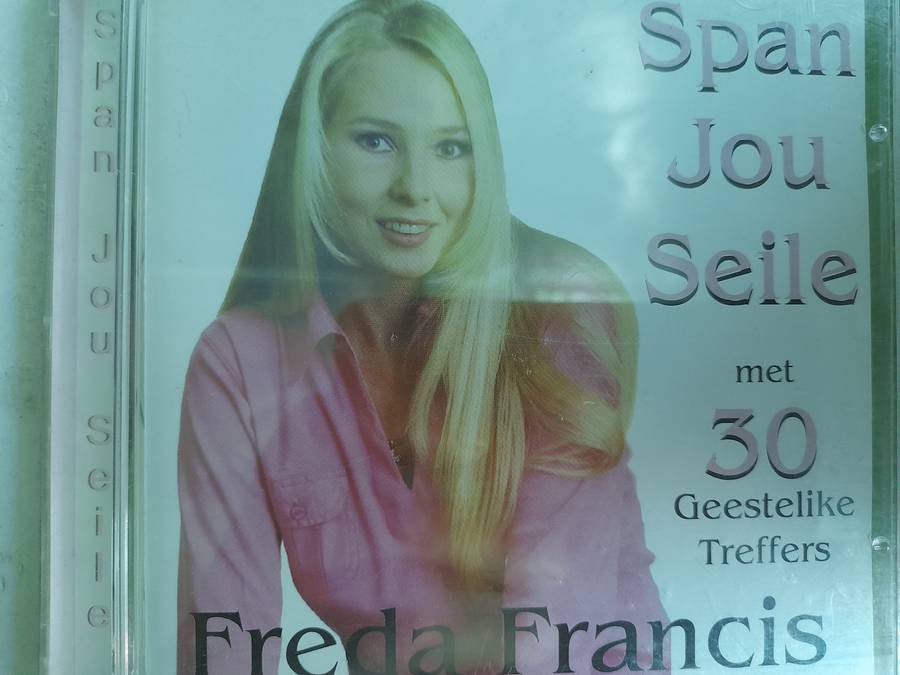 Span Jou Seile
Span
Jou
Seile
met
30
Geestelike
Treffers
Freda Francis